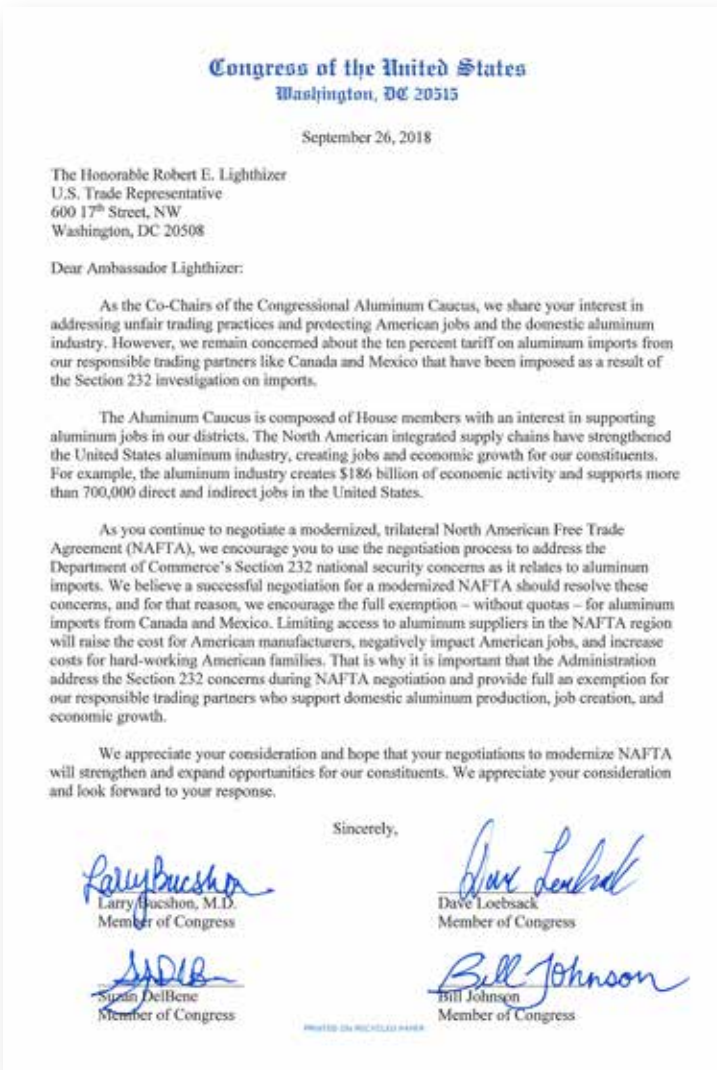 Congress of the United States
Washington, DC 20515
September 26, 2018
The Honorable Robert E. Lighthizer
U.S. Trade Representative
600 17th Street, NW
Washington, DC 20508
Dear Ambassador Lighthizer:
As the Co-Chairs of the Congressional Aluminum Caucus, we share your interest in
addressing unfair trading practices and protecting American jobs and the domestic aluminum
industry. However, we remain concerned about the ten percent tariff on aluminum imports from
our responsible trading partners like Canada and Mexico that have been imposed as a result of
the Section 232 investigation on imports.
The Aluminum Caucus is composed of House members with an interest in supporting
aluminum jobs in our districts. The North American integrated supply chains have strengthened
the United States aluminum industry, creating jobs and economic growth for our constituents.
For example, the aluminum industry creates $186 billion of economic activity and supports more
than 700,000 direct and indirect jobs in the United States.
As you continue to negotiate a modernized, trilateral North American Free Trade
Agreement (NAFTA), we encourage you to use the negotiation process to address the
Department of Commerce's Section 232 national security concerns as it relates to aluminum
imports. We believe a successful negotiation for a modernized NAFTA should resolve these
concerns, and for that reason, we encourage the full exemption – without quotas – for aluminum
imports from Canada and Mexico. Limiting access to aluminum suppliers in the NAFTA region
will raise the cost for American manufacturers, negatively impact American jobs, and increase
costs for hard-working American families. That is why it is important that the Administration
address the Section 232 concerns during NAFTA negotiation and provide full an exemption for
our responsible trading partners who support domestic aluminum production, job creation, and
economic growth.
We appreciate your consideration and hope that your negotiations to modernize NAFTA
will strengthen and expand opportunities for our constituents. We appreciate your consideration
and look forward to your response.
Sincerely,
Larry Bucshon Dave Loebsack
Larry Bucshon, M.D. Dave Loebsack
Member of Congress Member of Congress
Bill Johnson
Suzan DelBene Bill Johnson
Member of Congress Member of Congress
PRINTED ON RECYCLED PAPER